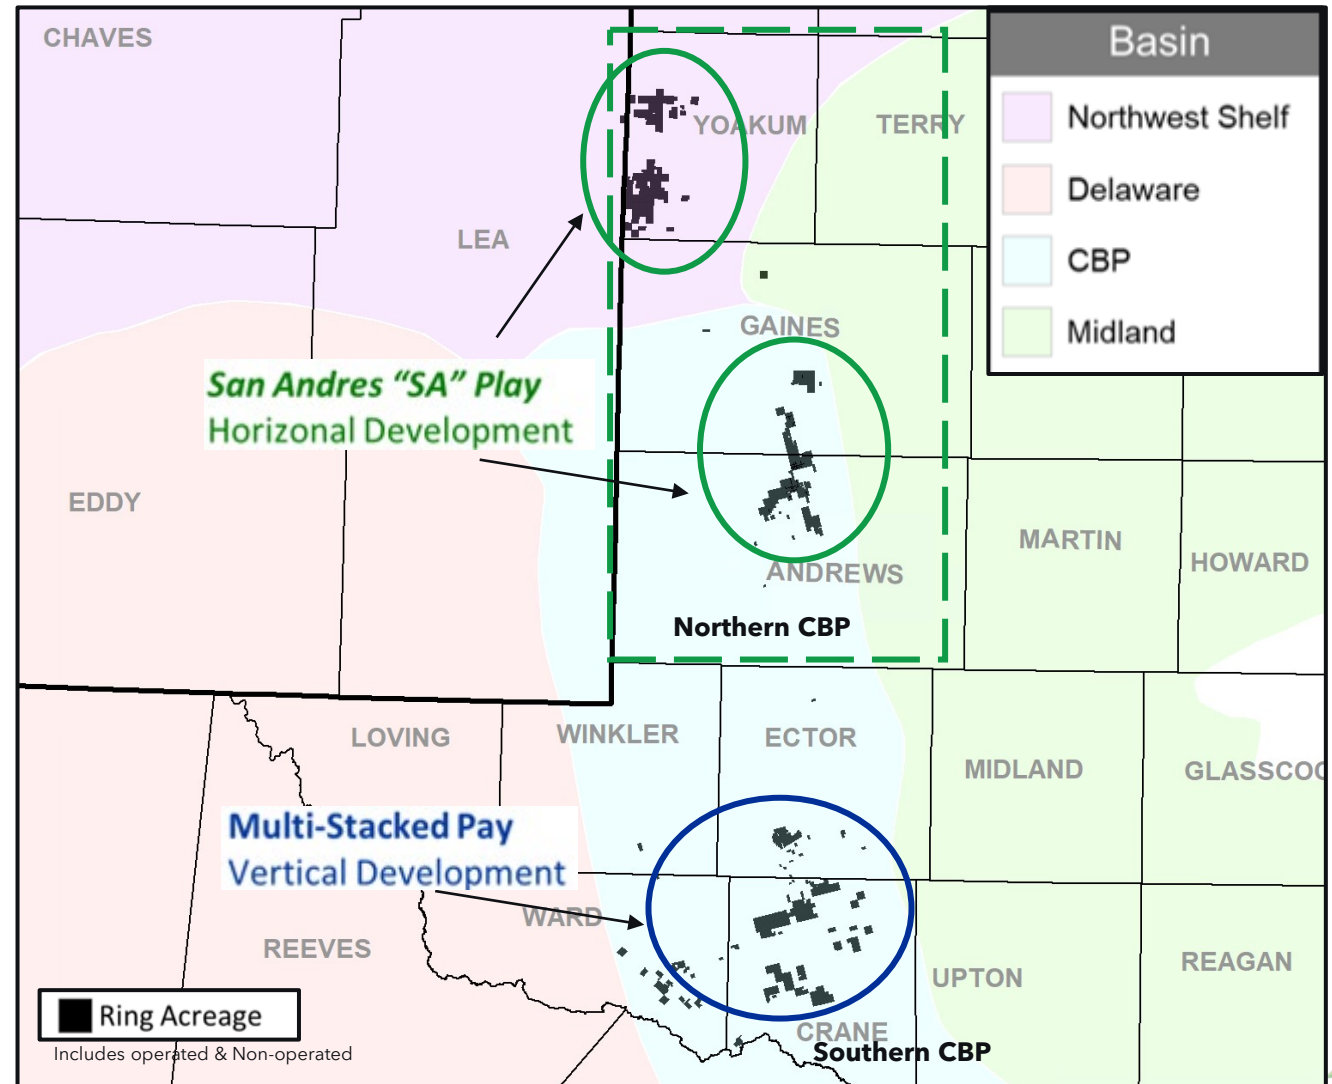 CHAVES
Basin
Northwest Shelf
Delaware
CBP
Midland
YOAKUM
TERRY
LEA
GAINES
San Andres “SA” Play
Horizonal Development
EDDY
MARTIN
HOWARD
ANDREWS
Northern CBP
LOVING
WINKLER
ECTOR
MIDLAND
GLASSCOC
Multi-Stacked Pay
Vertical Development
WARD
REEVES
UPTON
REAGAN
Ring Acreage
CRANE
Includes operated & Non-operated
Southern CBP